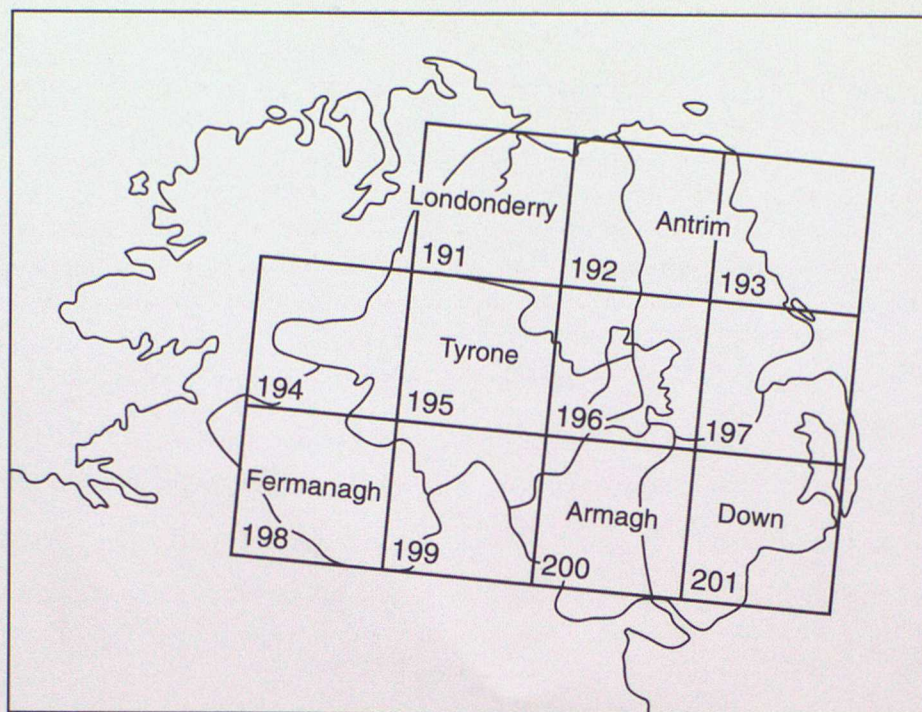 Londonderry
Antrim
191
192
193
Tyrone
194
195
196
197
Fermanagh
Armagh
Down
198
199
200
201